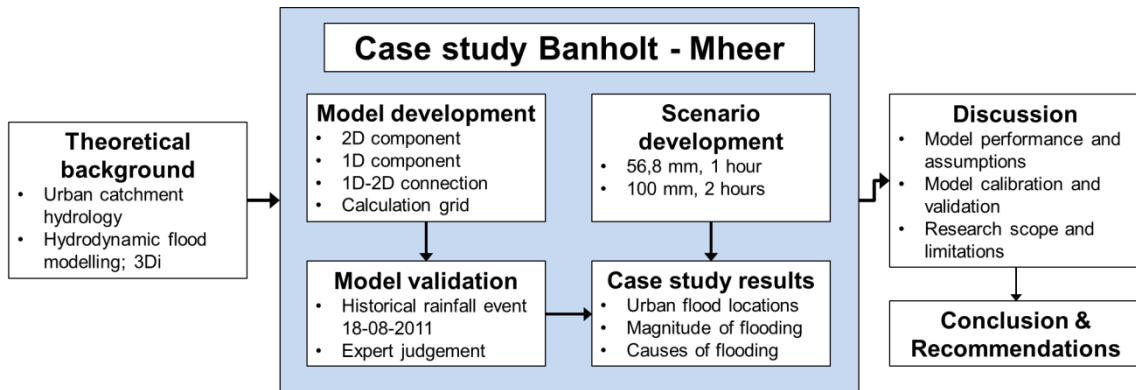 Case study Banholt - Mheer
Theoretical
background
• Urban catchment
hydrology
• Hydrodynamic flood
modelling; 3Di
Model development
• 2D component
• 1D component
• 1D-2D connection
• Calculation grid
Scenario
development
• 56,8 mm, 1 hour
• 100 mm, 2 hours
Model validation
• Historical rainfall event
18-08-2011
• Expert judgement
Case study results
• Urban flood locations
• Magnitude of flooding
• Causes of flooding
Discussion
• Model performance and
assumptions
• Model calibration and
validation
• Research scope and
limitations
Conclusion &
Recommendations